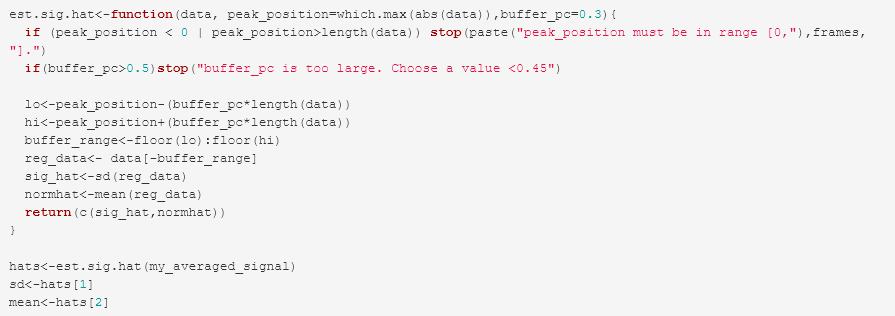 est.sig.hat<-function(data, peak_position=which.max(abs(data)),buffer_pc=0.3){
  if (peak_position < 0 | peak_position>length(data)) stop(paste("peak_position must be in range [0,"),frames,
"].")
  if(buffer_pc>0.5)stop("buffer_pc is too large. Choose a value <0.45")

  lo<-peak_position-(buffer_pc*length(data))
  hi<-peak_position+(buffer_pc*length(data))
  buffer_range<-floor(lo):floor(hi)
  reg_data<- data[-buffer_range]
  sig_hat<-sd(reg_data)
  normhat<-mean(reg_data)
  return(c(sig_hat,normhat))
}

hats<-est.sig.hat(my_averaged_signal)
sd<-hats[1]
mean<-hats[2]